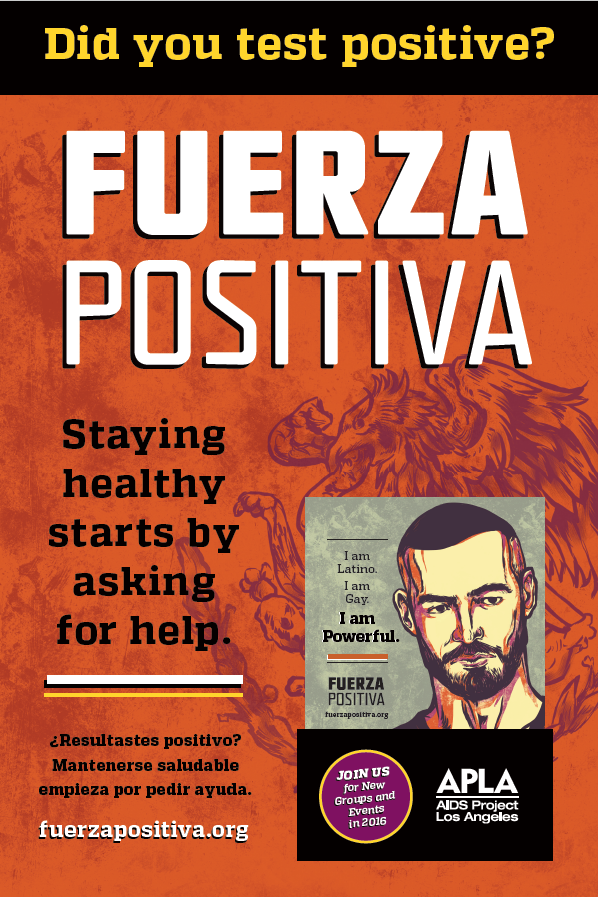 Did you test positive?
FUERZA
POSITIVA
Staying
healthy
starts by
asking
for help.
¿Resultastes positivo?
Mantenerse saludable
empieza por pedir ayuda.
fuerzapositiva.org
I am
Latino.
I am
Gay.
I am
Powerful.
FUERZA
POSITIVA
fuerzapositiva.org
JOIN US
for New
Groups and
Events
in 2016
APLA
AIDS Project
Los Angeles